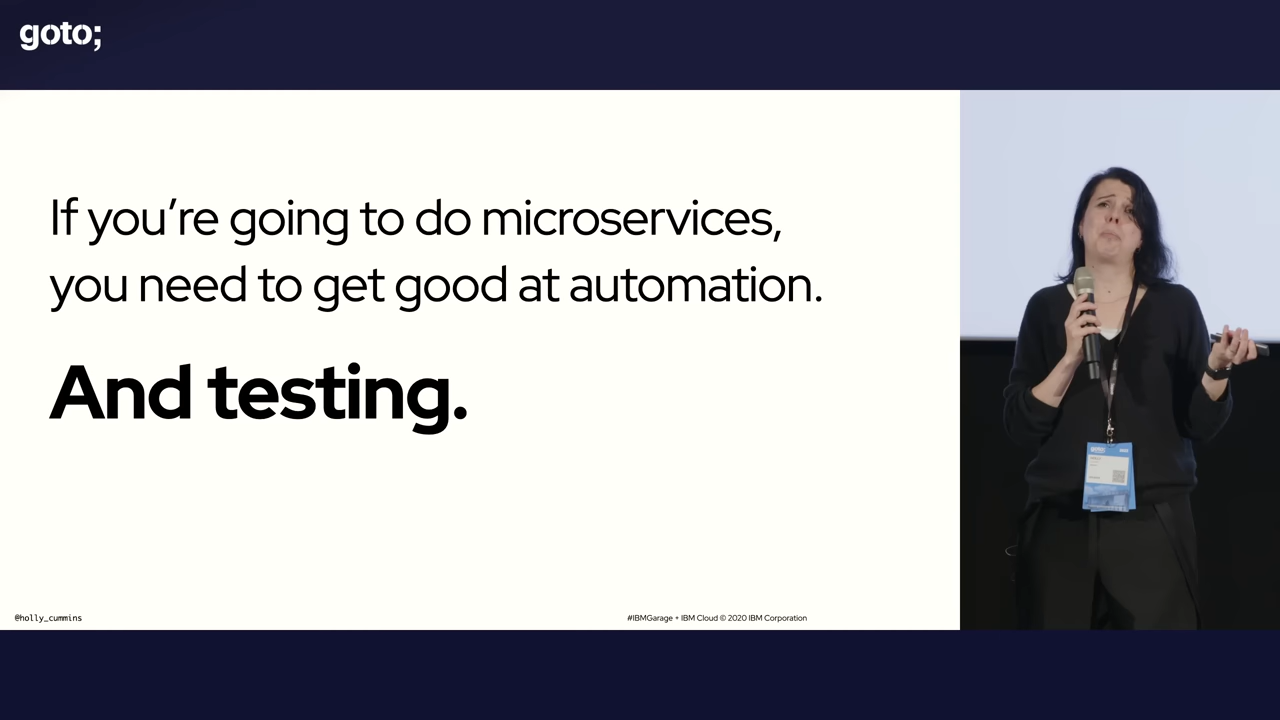 goto;
If you’re going to do microservices,
you need to get good at automation.
And testing.
@holly_cummins
#IBMGarage + IBM Cloud © 2020 IBM Corporation